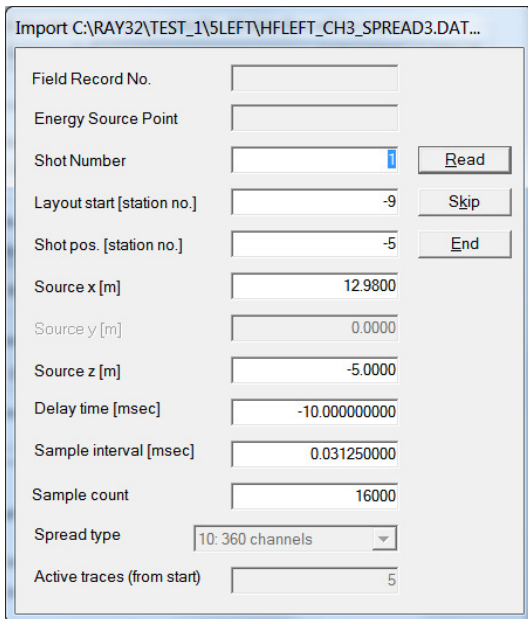 Import C:\RAY32\TEST_1\5LEFT\HFLEFT_CH3_SPREAD3.DAT...
Field Record No.
Energy Source Point
Shot Number 1 Read
Layout start [station no.] -9 Skip
Shot pos. [station no.] -5 End
Source x [m] 12.9800
Source y [m] 0.0000
Source z [m] -5.0000
Delay time [msec] -10.000000000
Sample interval [msec] 0.031250000
Sample count 16000
Spread type 10: 360 channels
Active traces (from start) 5